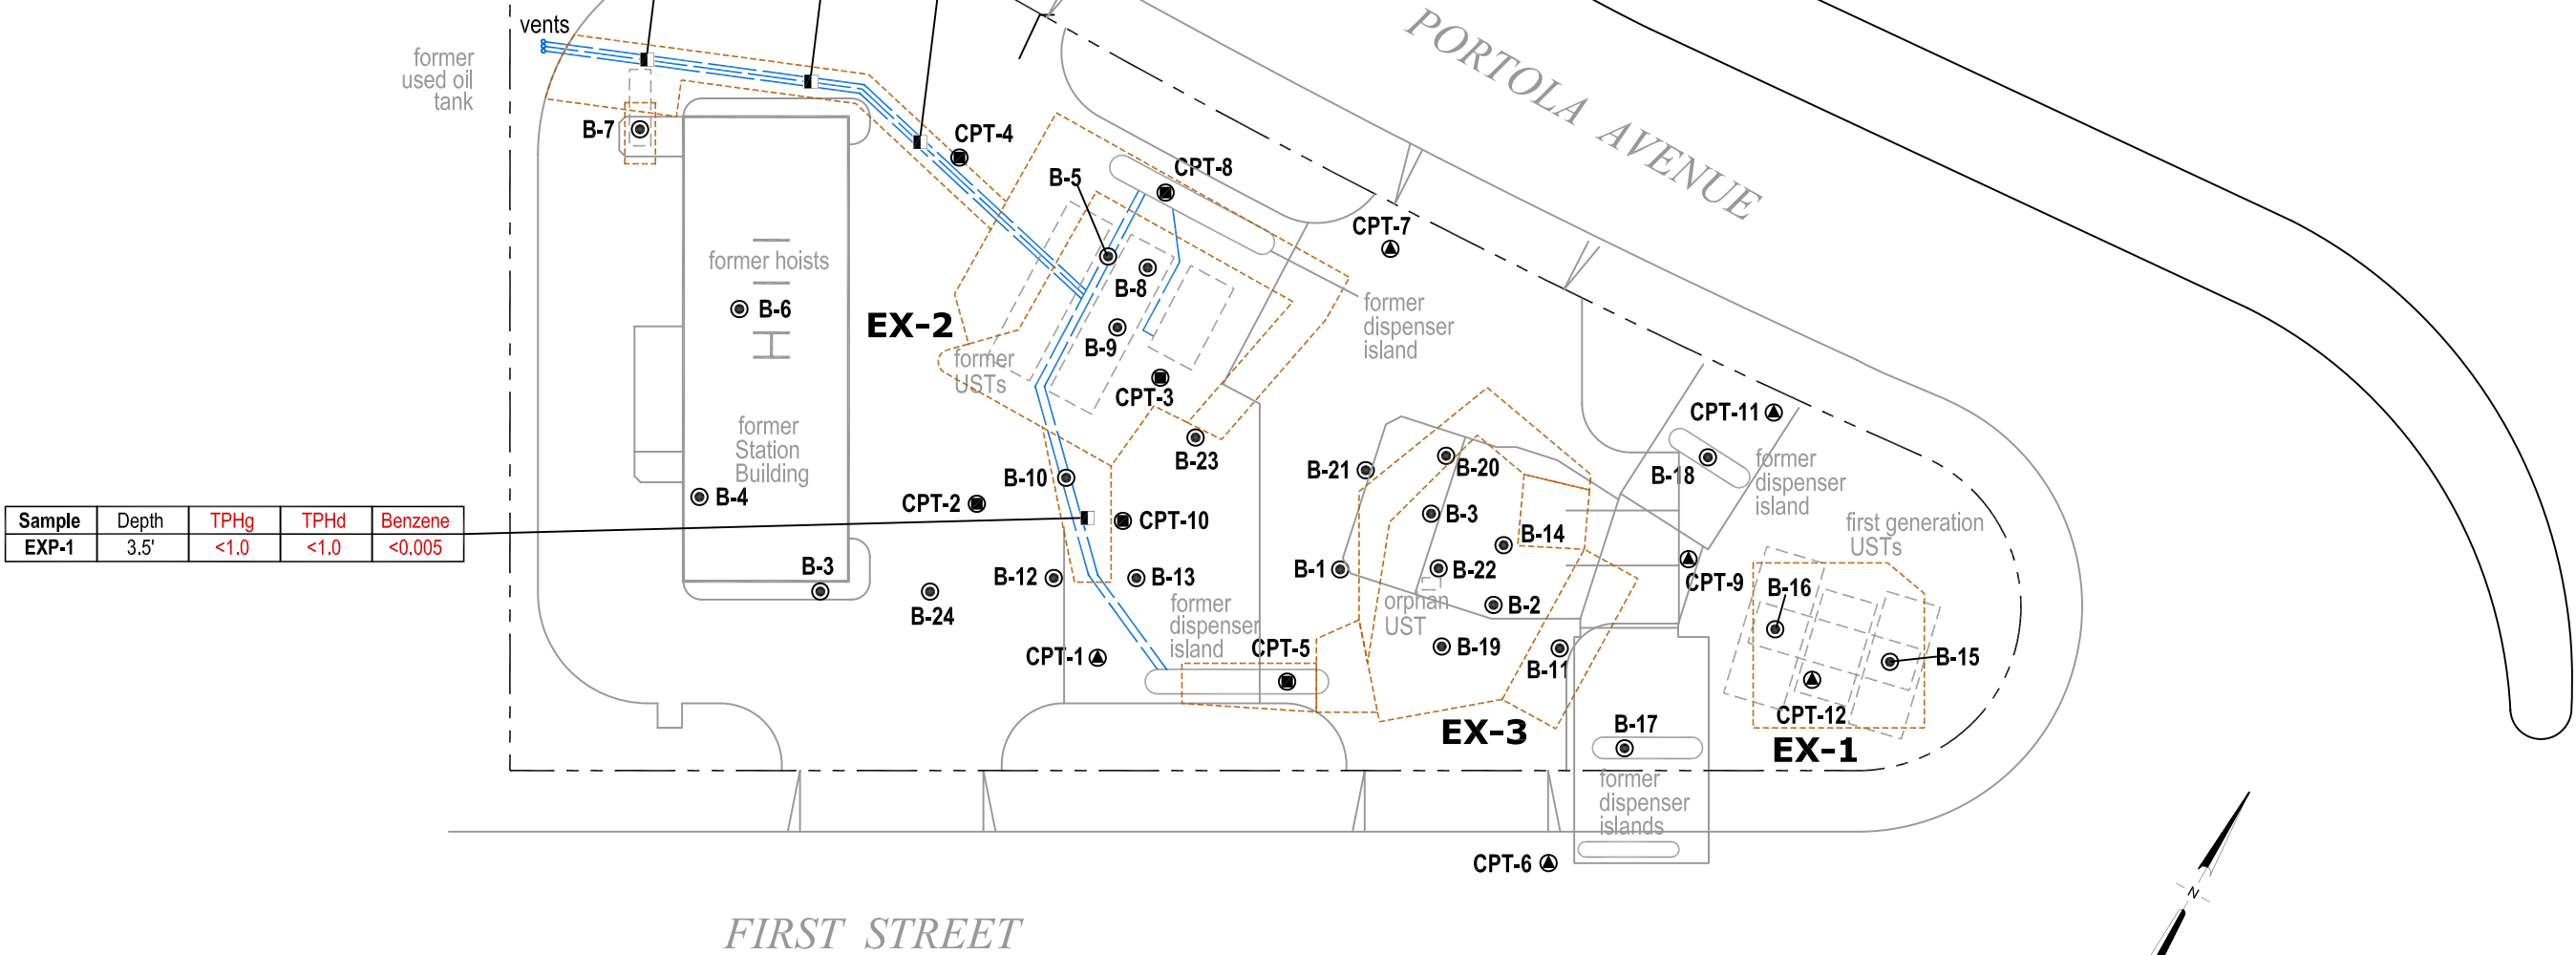 vents
former
used oil
tank
PORTOLA AVENUE
B-7
CPT-4
CPT-8
B-5
CPT-7
former hoists
B-8
B-6
EX-2
former
dispenser
island
B-9
former
USTs
CPT-3
CPT-11
former
Station
Building
B-23
B-21
B-20
B-18
former
dispenser
island
B-10
B-4
CPT-2
CPT-10
B-3
first generation
USTs
Sample Depth TPHg TPHd Benzene
EXP-1 3.5' <1.0 <1.0 <0.005
B-14
B-3
B-12
B-13
B-1
B-22
CPT-9
B-16
B-24
former
dispenser
island
orphan
UST
B-2
CPT-1
CPT-5
B-19
B-11
B-15
CPT-12
B-17
EX-3
EX-1
former
dispenser
islands
CPT-6
N
FIRST STREET